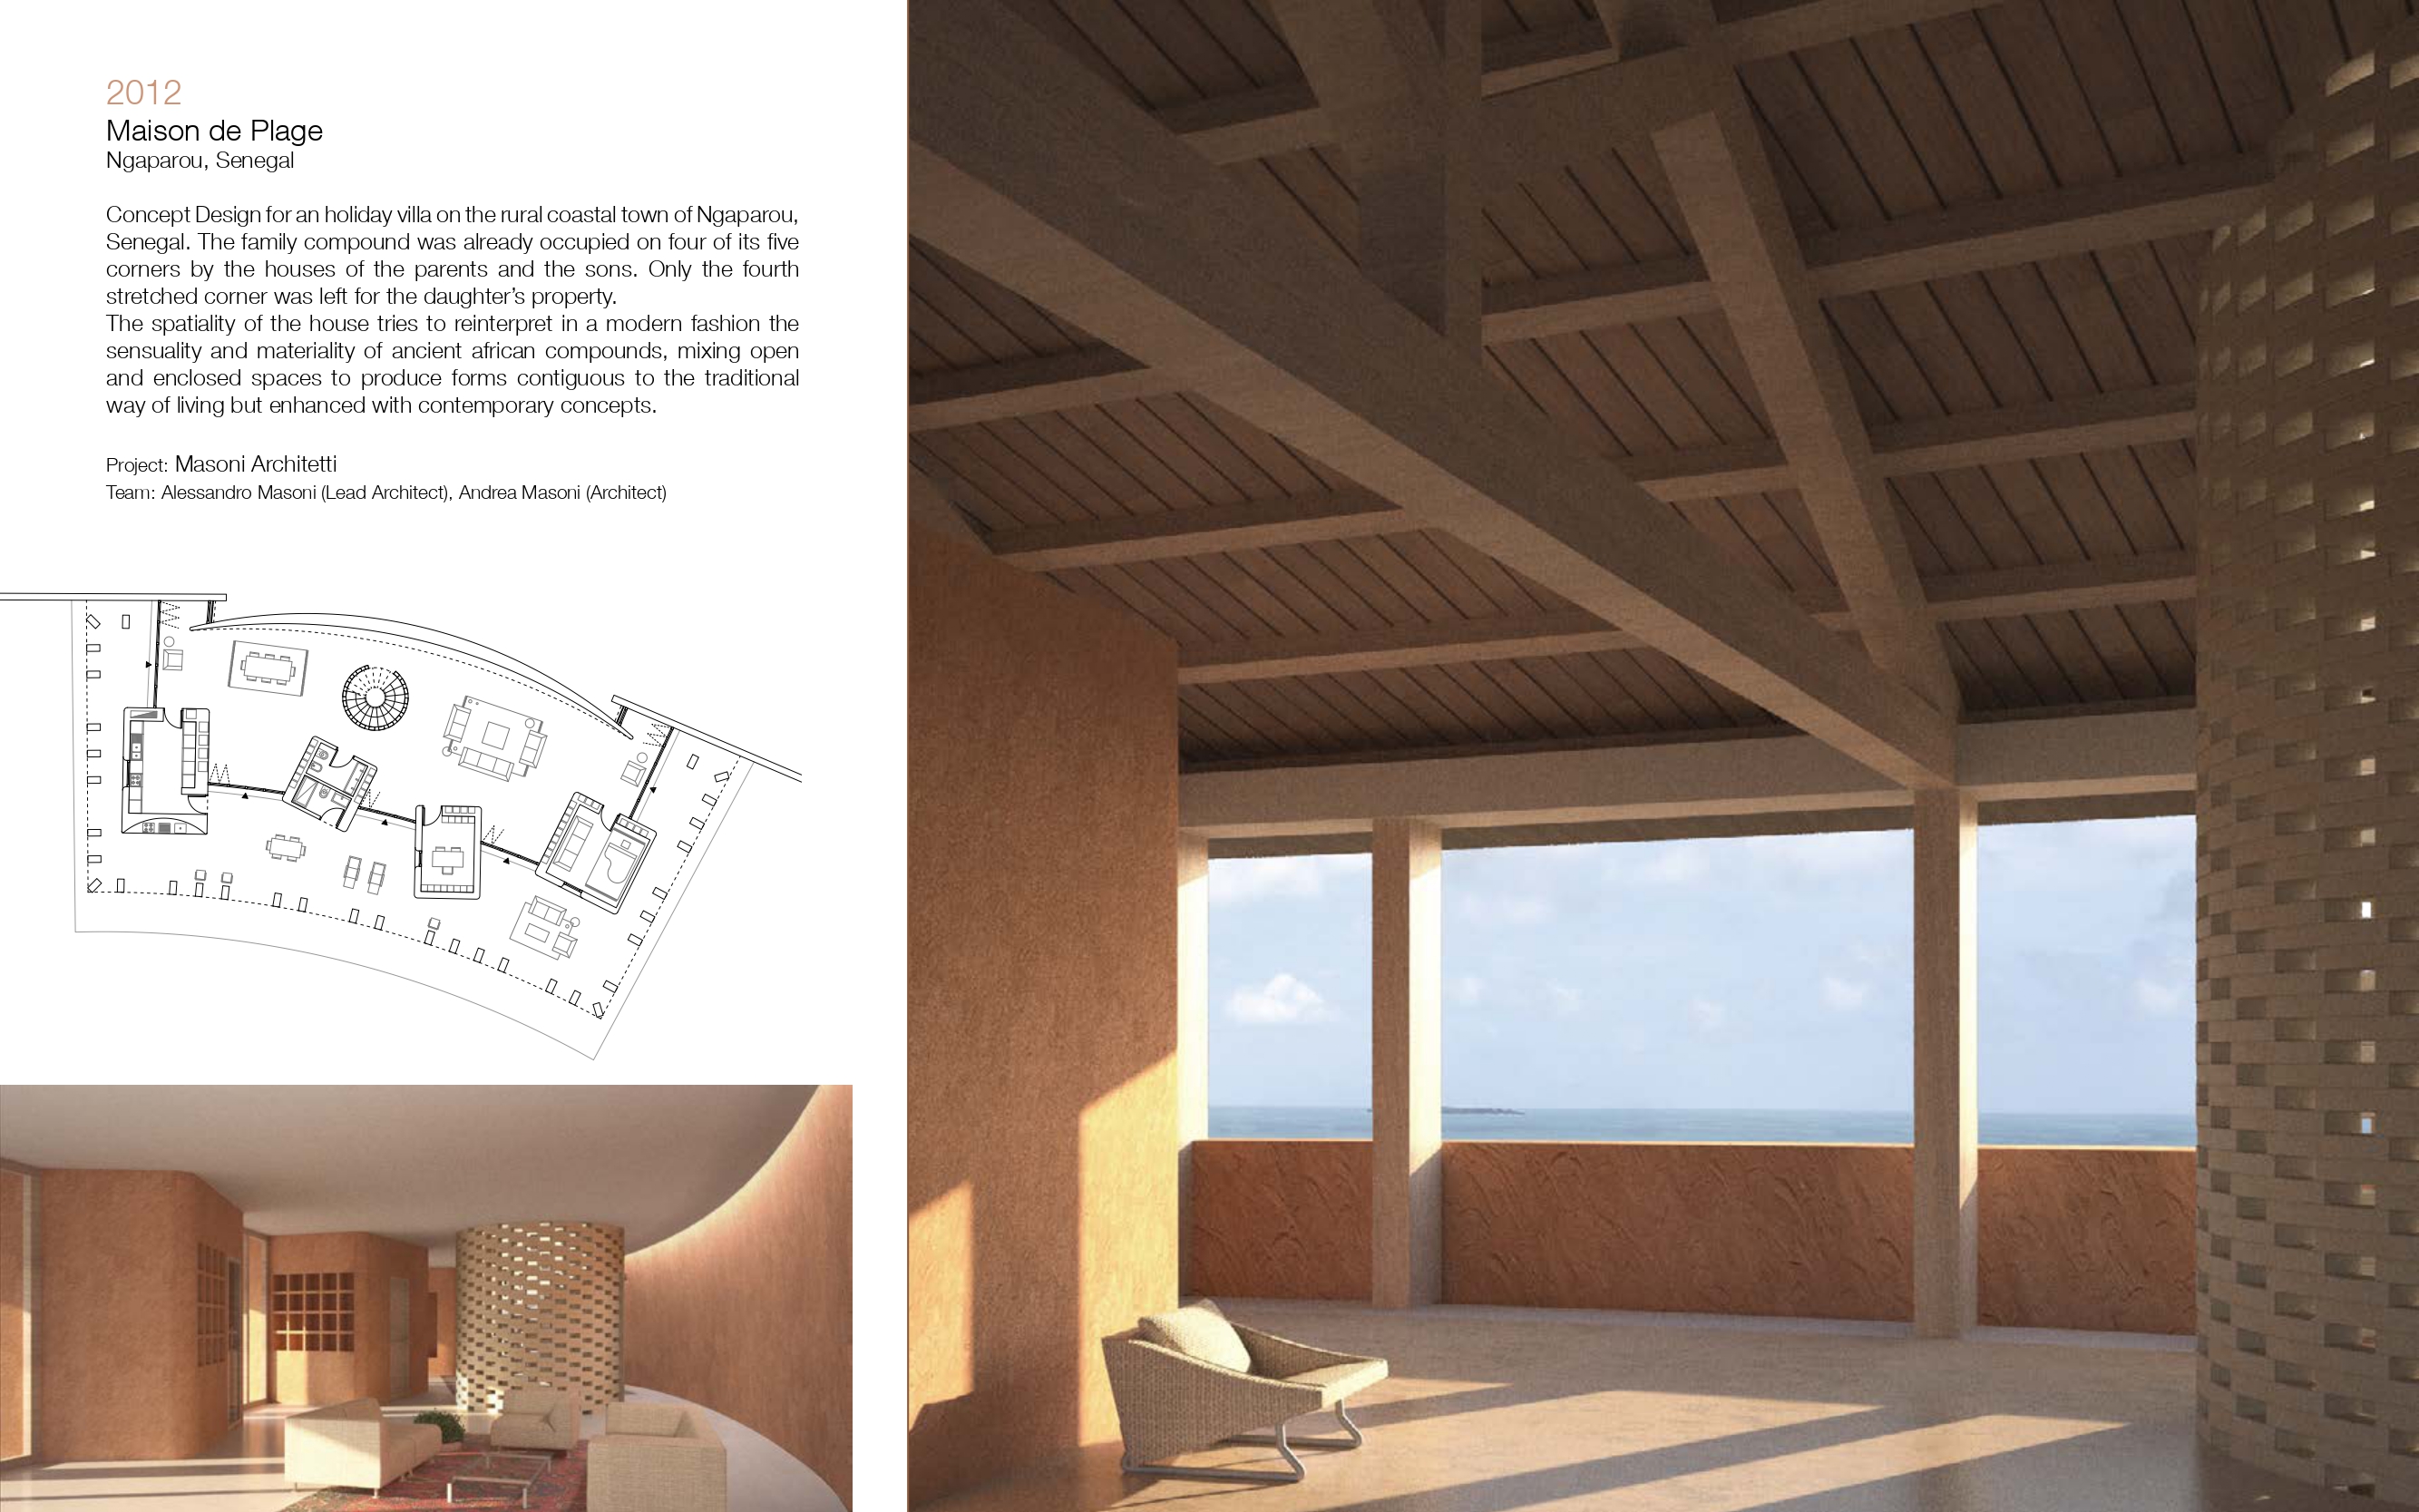 2012
Maison de Plage
Ngaparou, Senegal
Concept Design for an holiday villa on the rural coastal town of Ngaparou,
Senegal. The family compound was already occupied on four of its five
corners by the houses of the parents and the sons. Only the fourth
stretched corner was left for the daughter’s property.
The spatiality of the house tries to reinterpret in a modern fashion the
sensuality and materiality of ancient african compounds, mixing open
and enclosed spaces to produce forms contiguous to the traditional
way of living but enhanced with contemporary concepts.
Project: Masoni Architetti
Team: Alessandro Masoni (Lead Architect), Andrea Masoni (Architect)